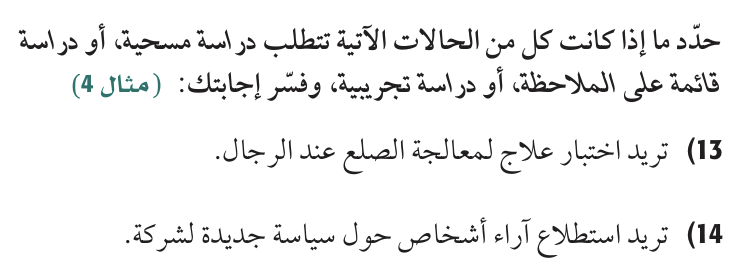 حدّد ما إذا كانت كل من الحالات الآتية تتطلب دراسة مسحية، أو دراسة
قائمة على الملاحظة، أو دراسة تجريبية، وفسّر إجابتك: (مثال 4)
13) تريد اختبار علاج لمعالجة الصلع عند الرجال.
14) تريد استطلاع آراء أشخاص حول سياسة جديدة لشركة.